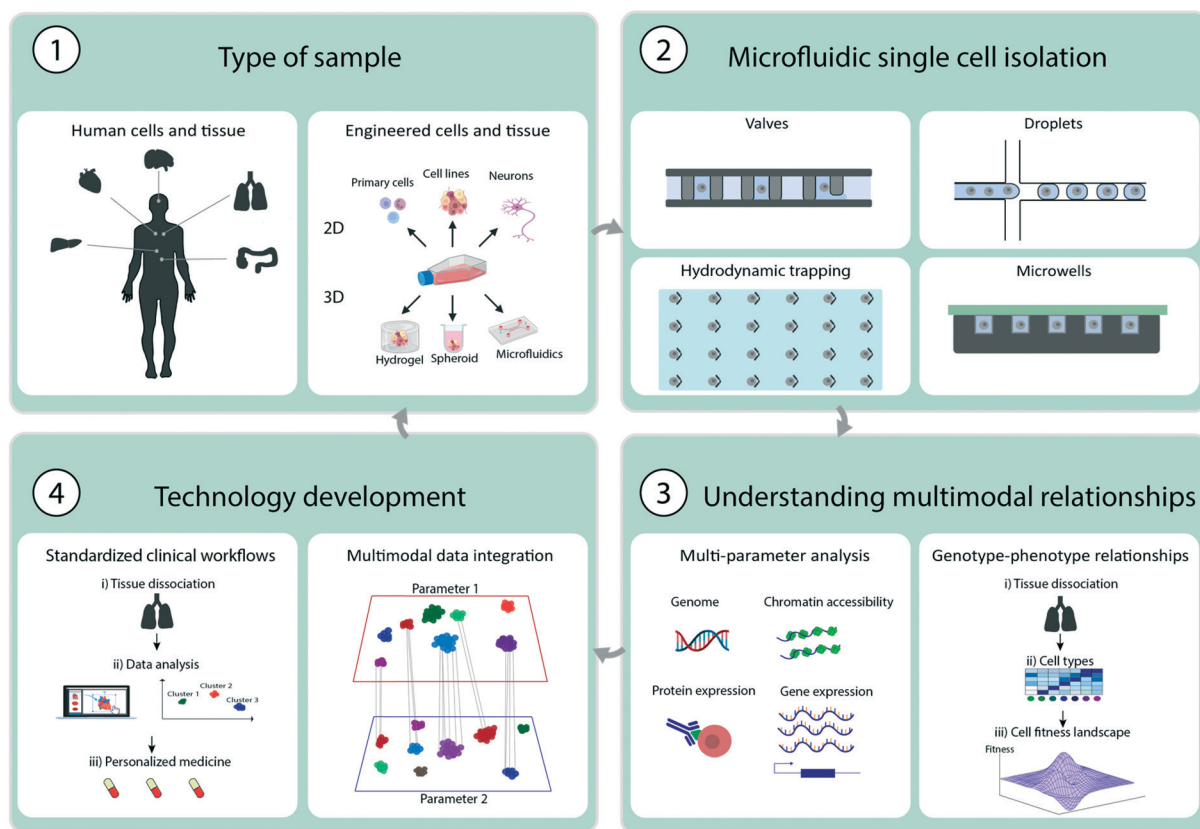 1
Type of sample
Human cells and tissue
Engineered cells and tissue
Primary cells
Cell lines
Neurons
2D
3D
Hydrogel
Spheroid
Microfluidics
2
Microfluidic single cell isolation
Valves
Droplets
Hydrodynamic trapping
Microwells
4
Technology development
Standardized clinical workflows
i) Tissue dissociation
ii) Data analysis
Cluster 1
Cluster 2
Cluster 3
iii) Personalized medicine
Multimodal data integration
Parameter 1
Parameter 2
3
Understanding multimodal relationships
Multi-parameter analysis
Genome
Chromatin accessibility
Protein expression
Gene expression
Genotype-phenotype relationships
i) Tissue dissociation
ii) Cell types
iii) Cell fitness landscape
Fitness